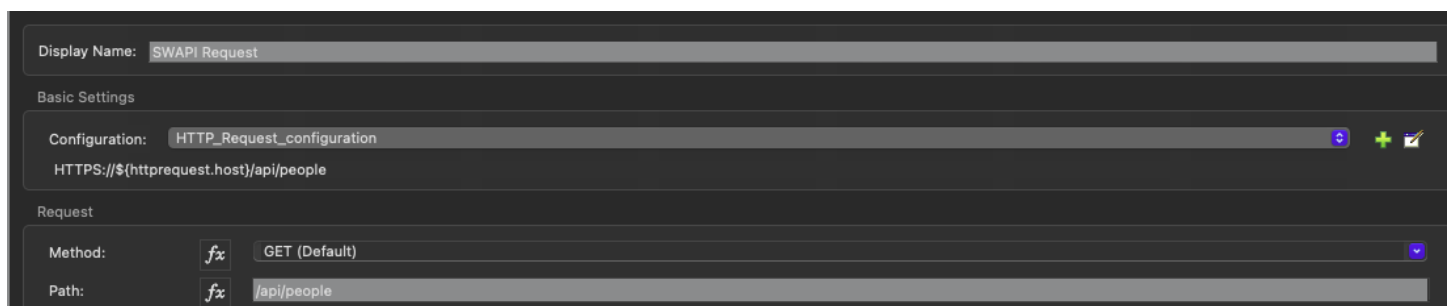 Display Name: SWAPI Request
Basic Settings
Configuration: HTTP_Request_configuration
HTTPS://${httprequest.host}/api/people
Request
Method: fx GET (Default)
Path: fx /api/people